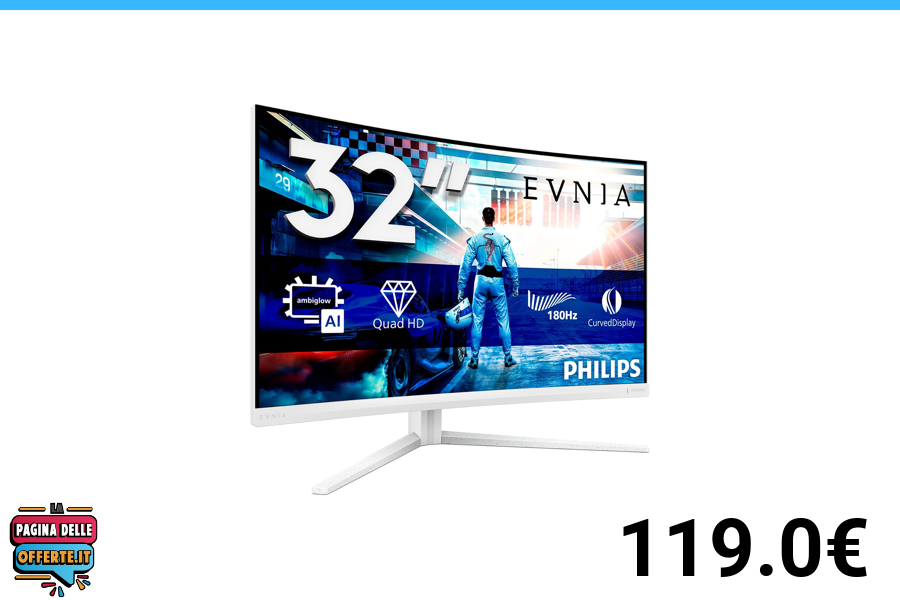 32"
EVNIA
29
ambiglow
AI
Quad HD
180Hz
CurvedDisplay
PHILIPS
EVNIA
LA
PAGINA DELLE
OFFERTE.IT
119.0€